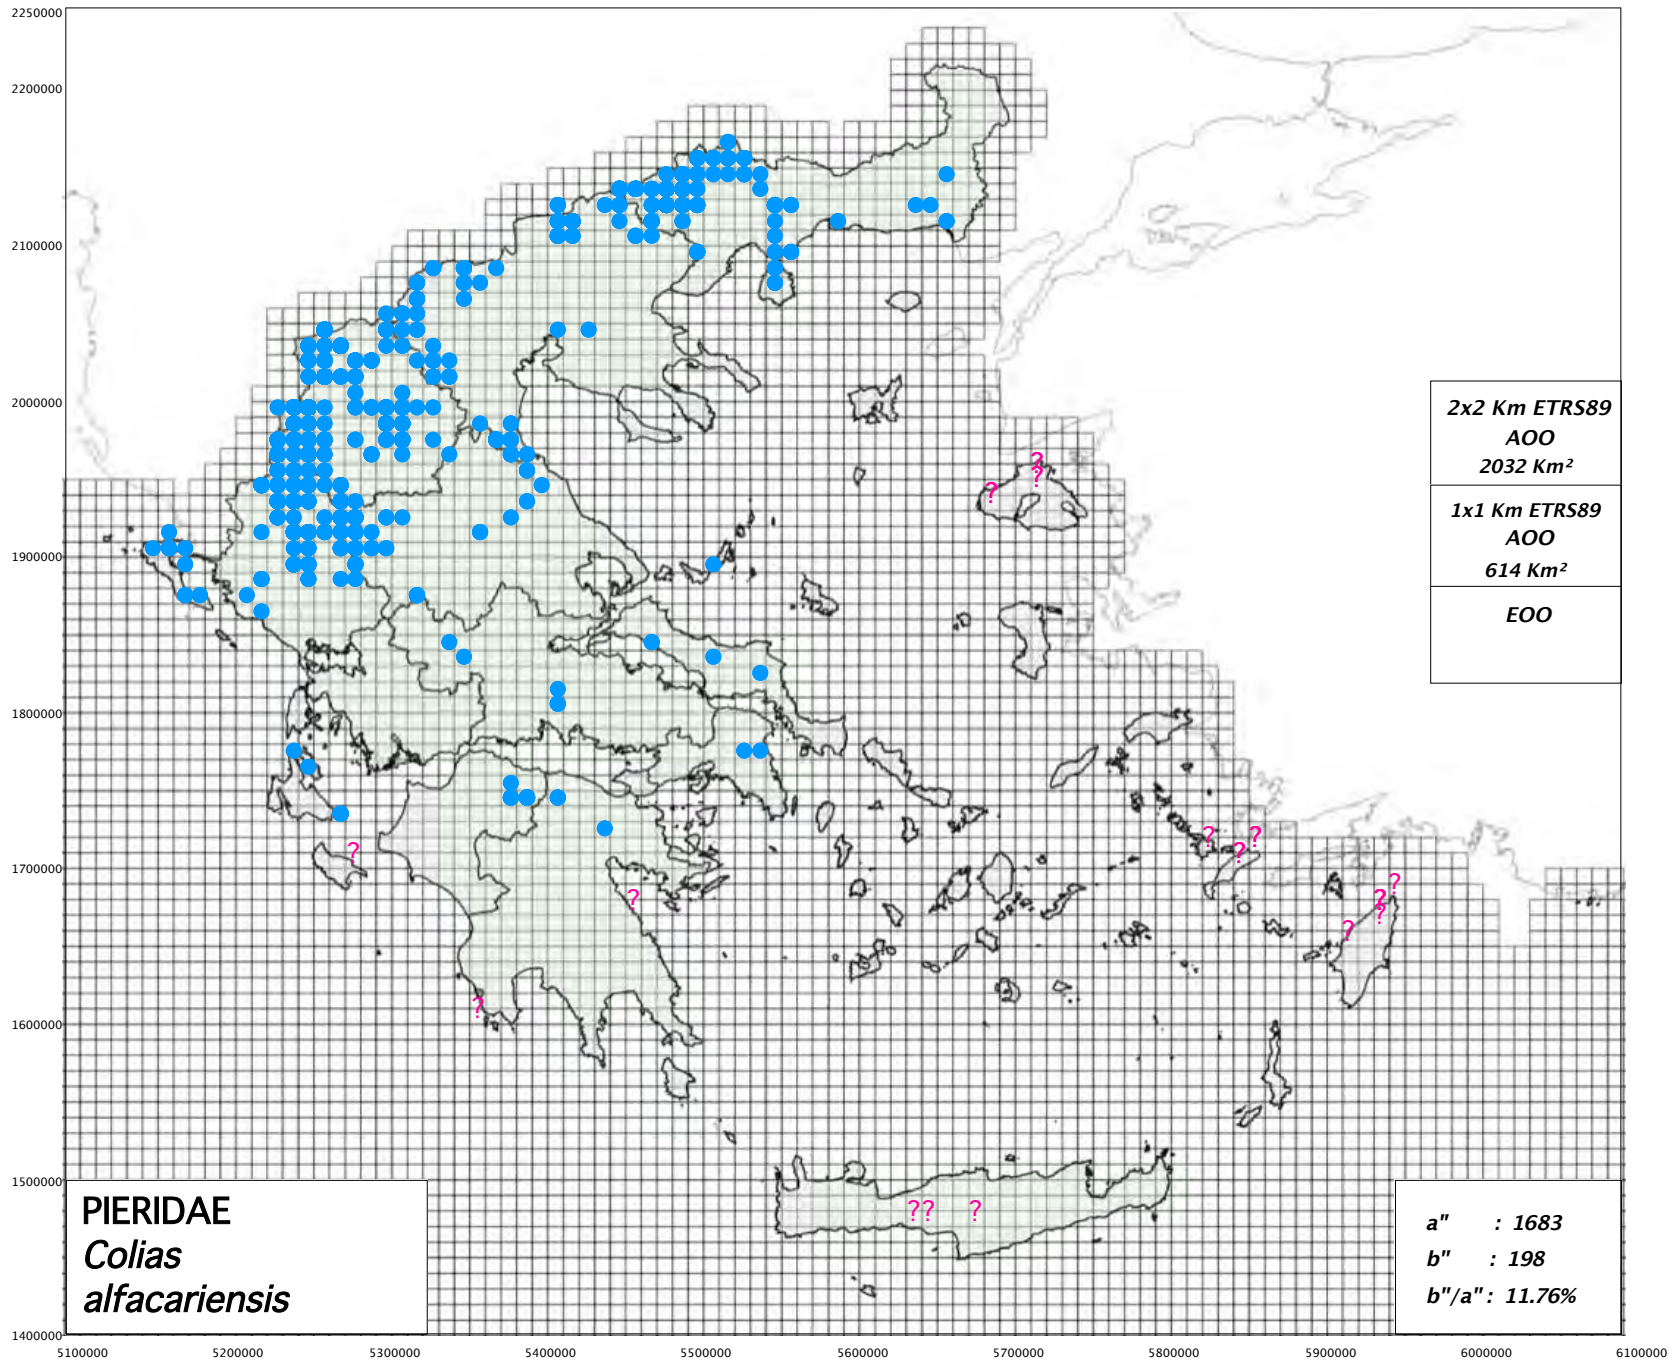 2250000
2200000
2100000
2000000
1900000
1800000
1700000
1600000
1500000
1400000
5100000 5200000 5300000 5400000 5500000 5600000 5700000 5800000 5900000 6000000 6100000
2x2 Km ETRS89
AOO
2032 Km²
1x1 Km ETRS89
AOO
614 Km²
EOO
? ? ?
? ? ?
?
?
? ? ? ?
?
? ? ?
PIERIDAE
Colias
alfacariensis
a" : 1683
b" : 198
b"/a" : 11.76%